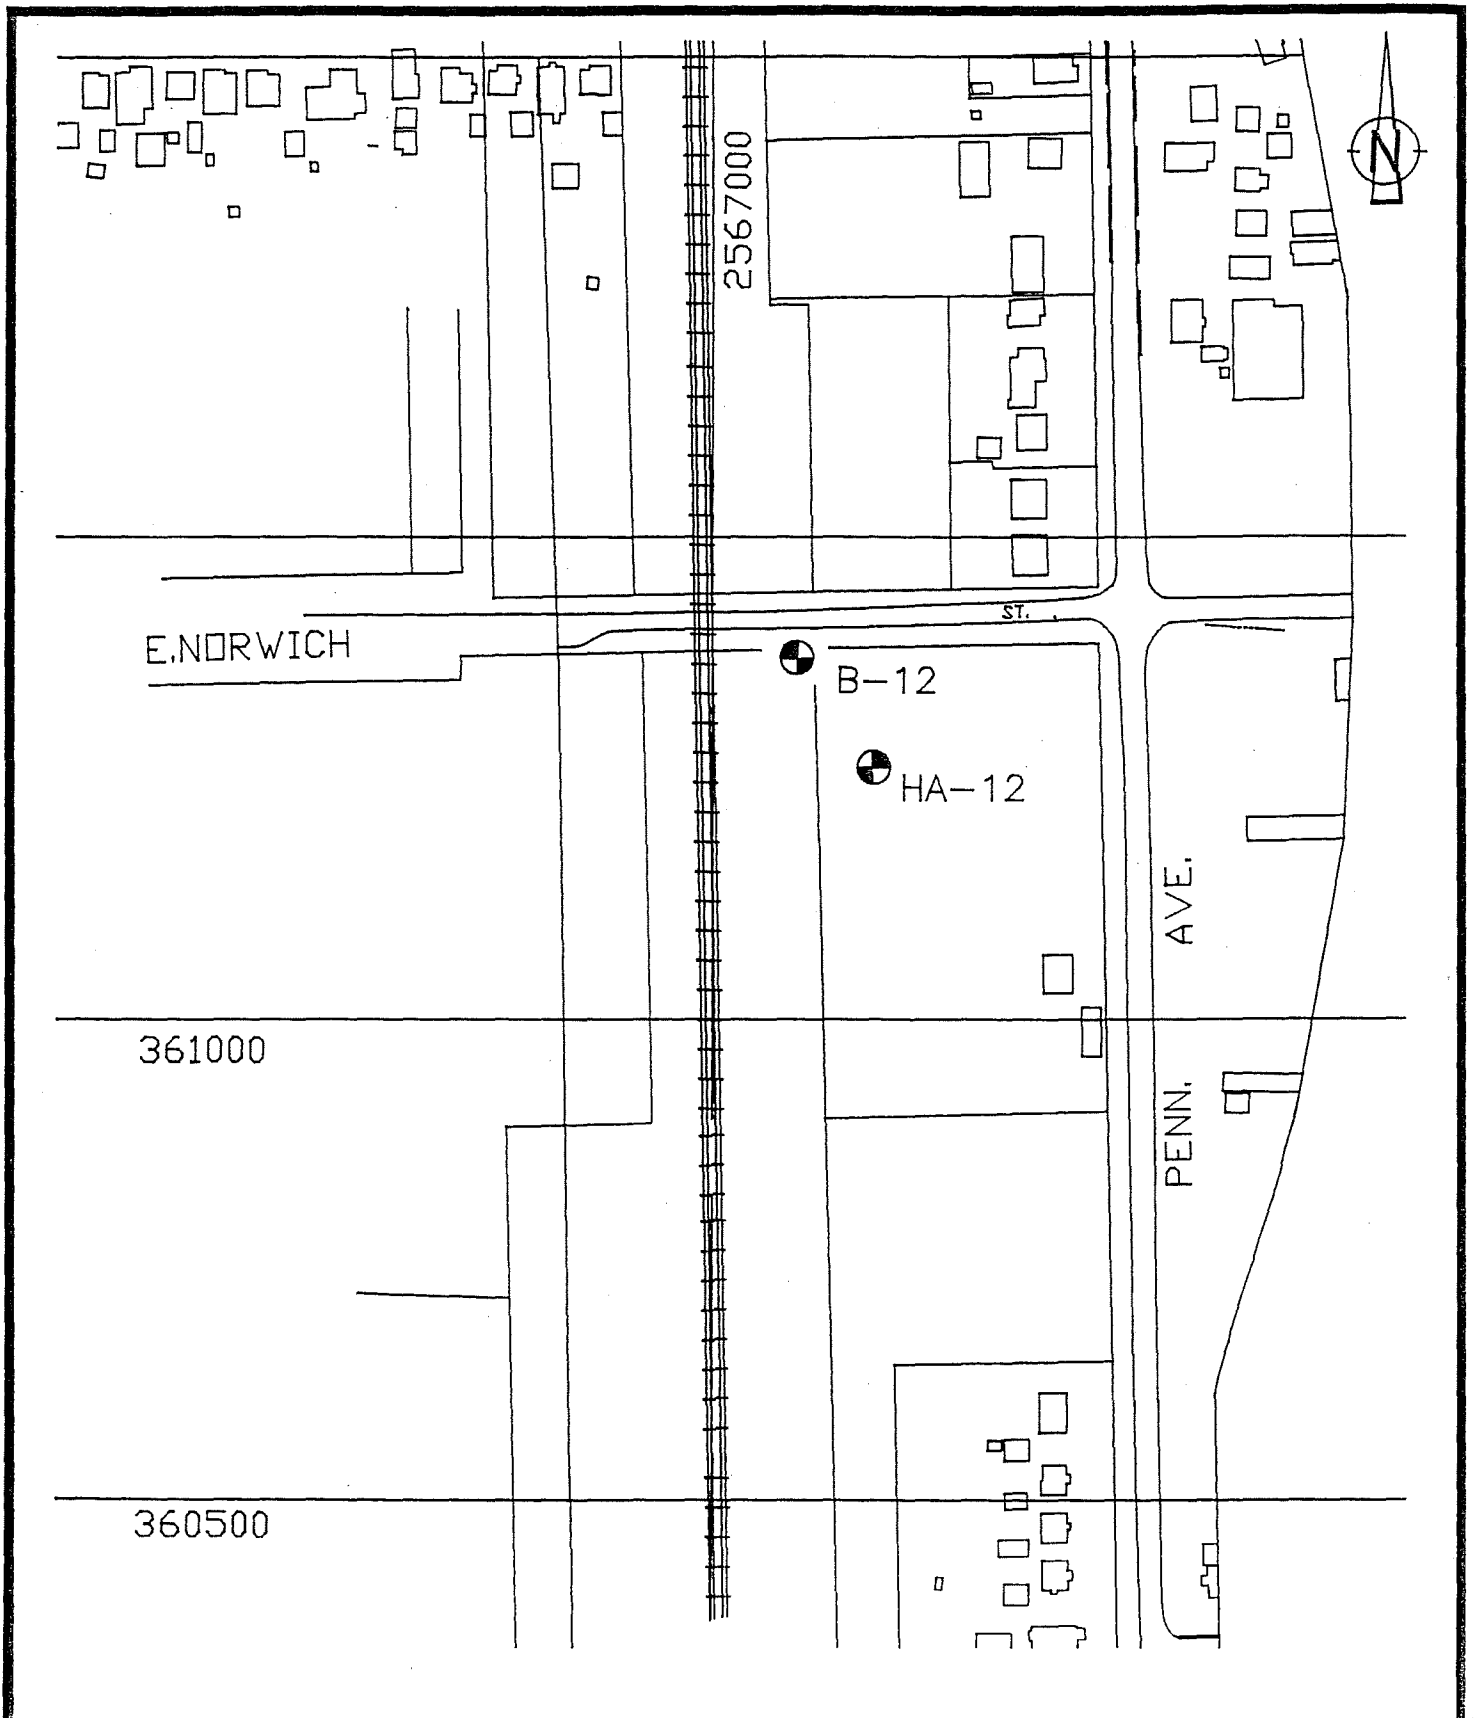 N
2567000
ST.
E.NORWICH
B-12
HA-12
AVE.
361000
PENN.
360500